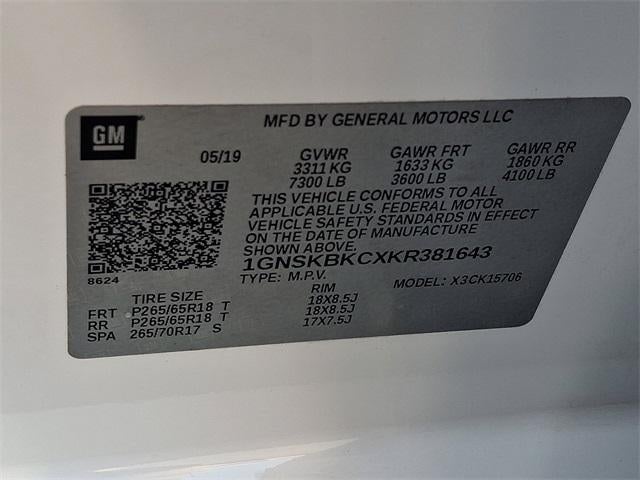 GM
MFD BY GENERAL MOTORS LLC
05/19 GVWR GAWR FRT GAWR RR
3311 KG 1633 KG 1860 KG
7300 LB 3600 LB 4100 LB
THIS VEHICLE CONFORMS TO ALL
APPLICABLE U.S. FEDERAL MOTOR
VEHICLE SAFETY STANDARDS IN EFFECT
ON THE DATE OF MANUFACTURE
SHOWN ABOVE.
1GNSKBKCXKR381643
8624 TYPE: M.P.V. MODEL: X3CK15706
TIRE SIZE RIM
FRT P265/65R18 T 18X8.5J
RR P265/65R18 T 18X8.5J
SPA 265/70R17 S 17X7.5J